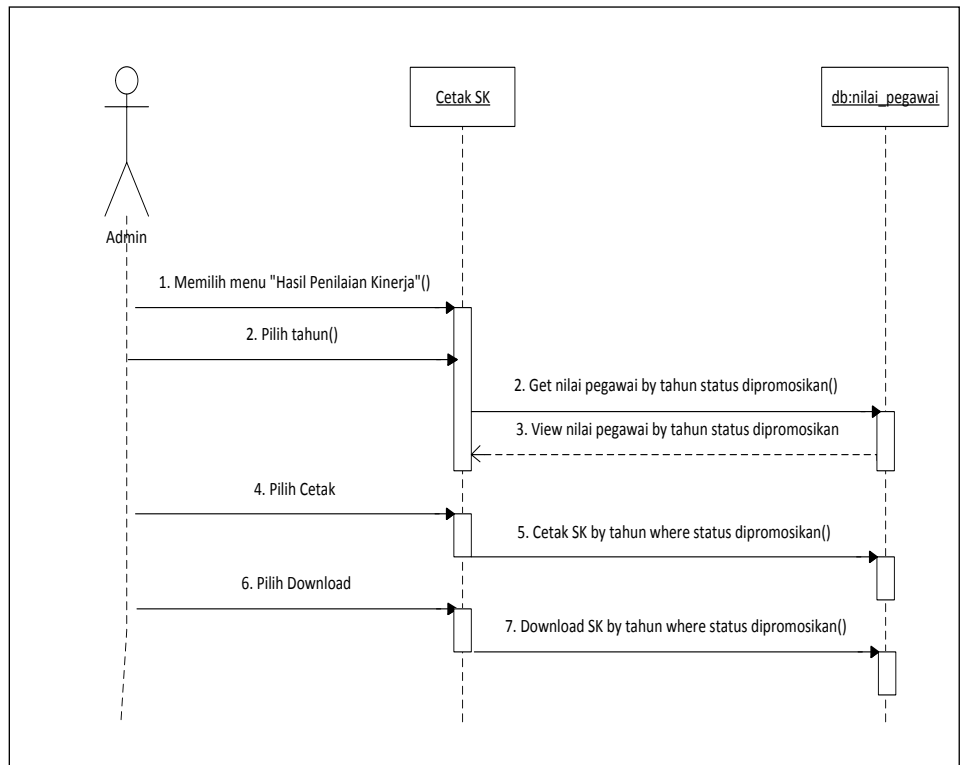 Cetak SK
db:nilai_pegawai
Admin
1. Memilih menu "Hasil Penilaian Kinerja"()
2. Pilih tahun()
2. Get nilai pegawai by tahun status dipromosikan()
3. View nilai pegawai by tahun status dipromosikan
4. Pilih Cetak
5. Cetak SK by tahun where status dipromosikan()
6. Pilih Download
7. Download SK by tahun where status dipromosikan()